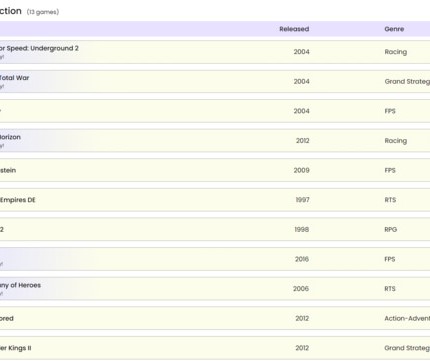 ction (13 games)
Released Genre
or Speed: Underground 2 2004 Racing
y!
Total War 2004 Grand Strateg
y!
2004 FPS
Horizon 2012 Racing
y!
stein 2009 FPS
Empires DE 1997 RTS
2 1998 RPG
2016 FPS
y!
any of Heroes 2006 RTS
y!
ored 2012 Action-Advent
er Kings II 2012 Grand Strateg